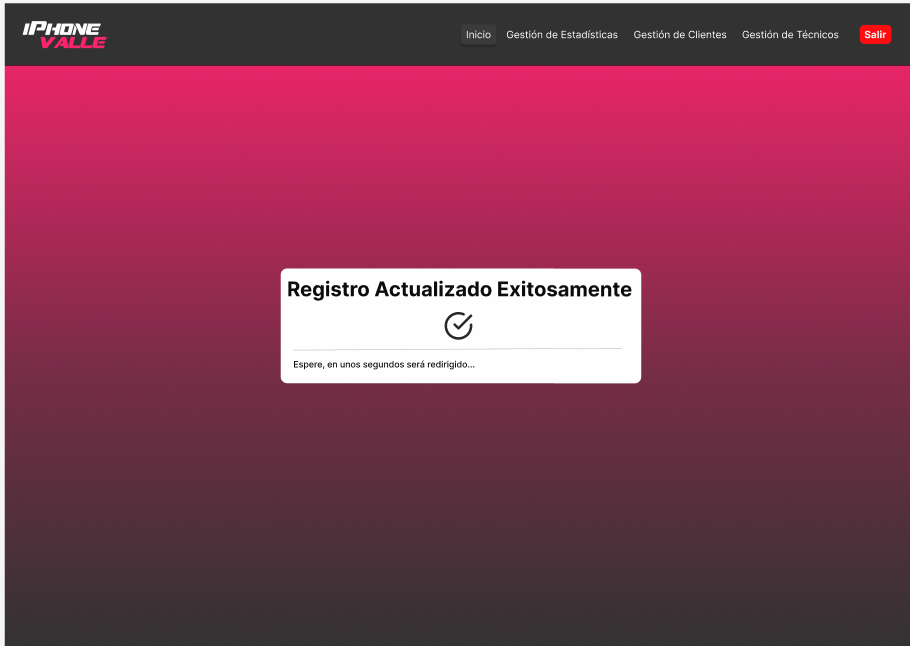 iPHONE
VALLE
Inicio Gestión de Estadísticas Gestión de Clientes Gestión de Técnicos Salir
Registro Actualizado Exitosamente
Espere, en unos segundos será redirigido...